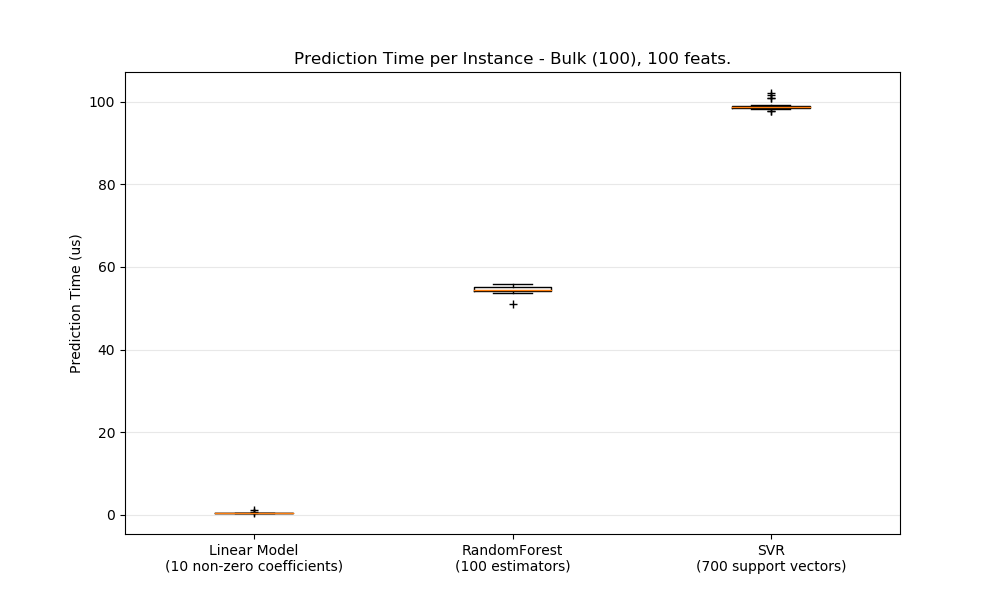 Prediction Time per Instance - Bulk (100), 100 feats.
100
80
60
40
20
0
Prediction Time (us)
Linear Model
(10 non-zero coefficients)
RandomForest
(100 estimators)
SVR
(700 support vectors)